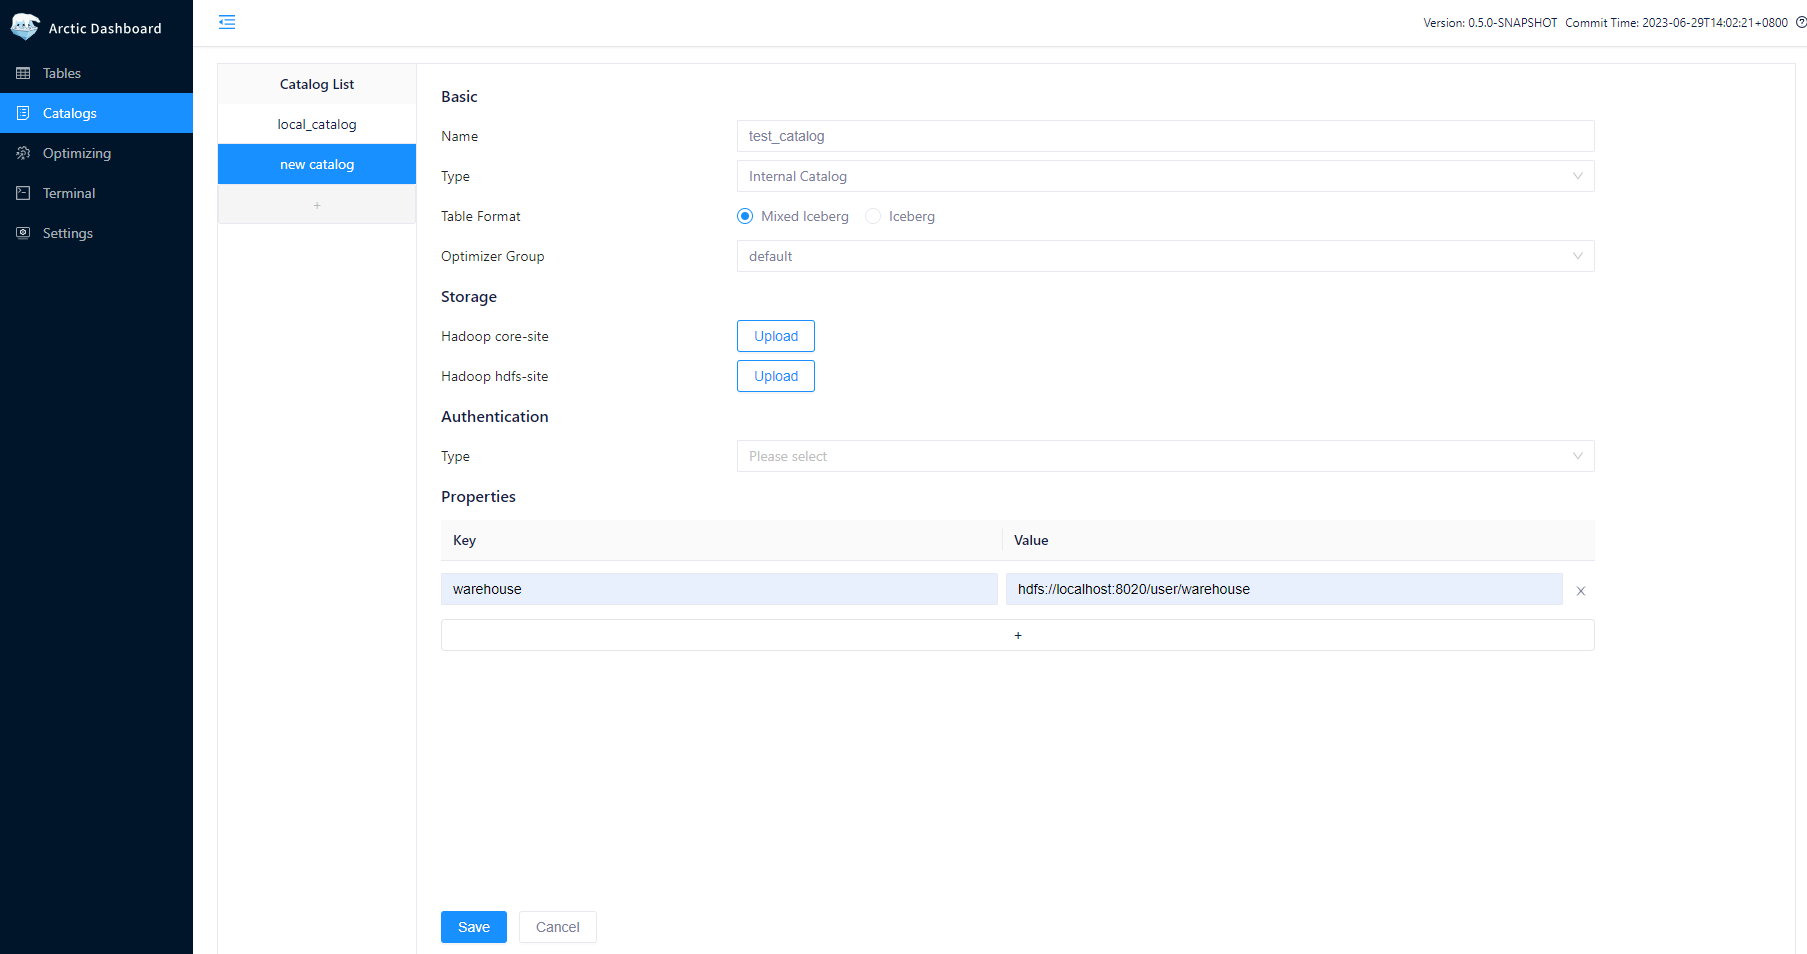 Arctic Dashboard
Version: 0.5.0-SNAPSHOT Commit Time: 2023-06-29T14:02:21+0800
Tables
Catalogs
Optimizing
Terminal
Settings
Catalog List
local_catalog
new catalog
+
Basic
Name test_catalog
Type Internal Catalog
Table Format Mixed Iceberg Iceberg
Optimizer Group default
Storage
Hadoop core-site Upload
Hadoop hdfs-site Upload
Authentication
Type Please select
Properties
Key Value
warehouse hdfs://localhost:8020/user/warehouse
+
Save Cancel